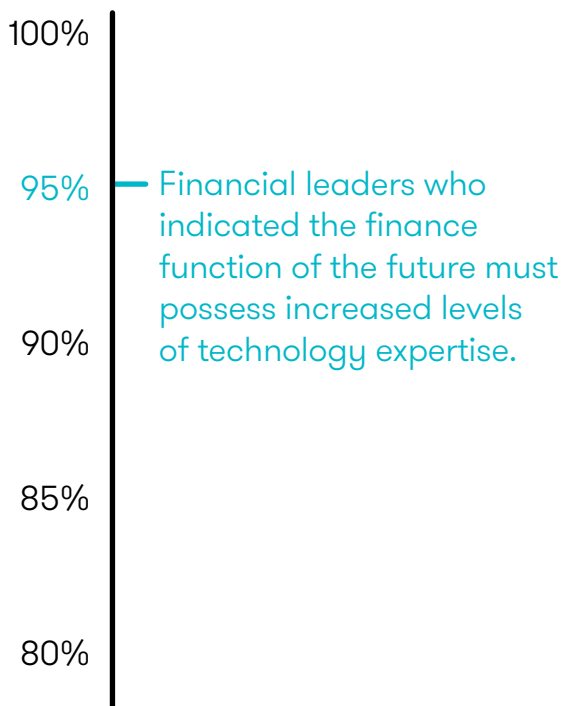 100%
95%
Financial leaders who
indicated the finance
function of the future must
possess increased levels
of technology expertise.
90%
85%
80%